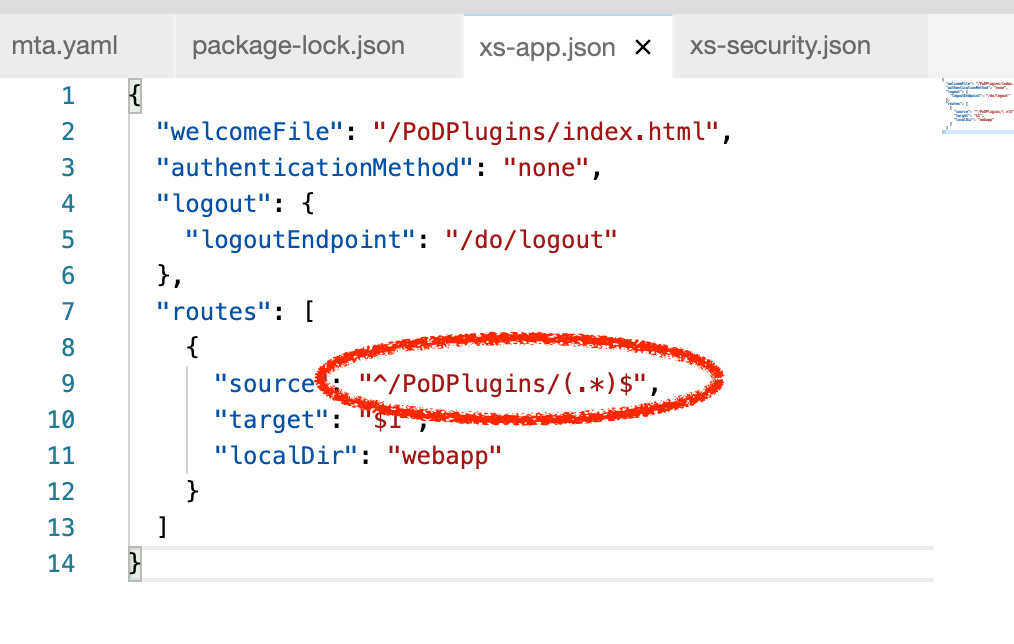 mta.yaml package-lock.json xs-app.json × xs-security.json
1 {
2 "welcomeFile": "/PoDPlugins/index.html",
3 "authenticationMethod": "none",
4 "logout": {
5 "logoutEndpoint": "/do/logout"
6 },
7 "routes": [
8 {
9 "source": "^/PoDPlugins/(.*)$",
10 "target": "$1",
11 "localDir": "webapp"
12 }
13 ]
14 }